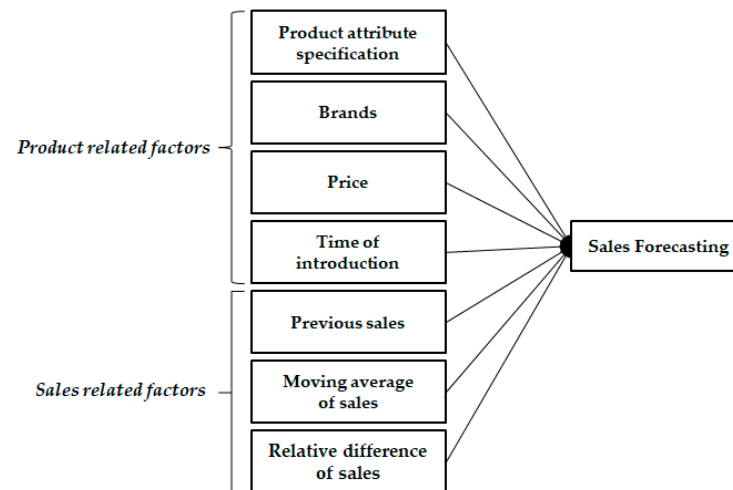 Product attribute
specification
Brands
Product related factors
Price
Time of
introduction
Sales Forecasting
Previous sales
Sales related factors
Moving average
of sales
Relative difference
of sales